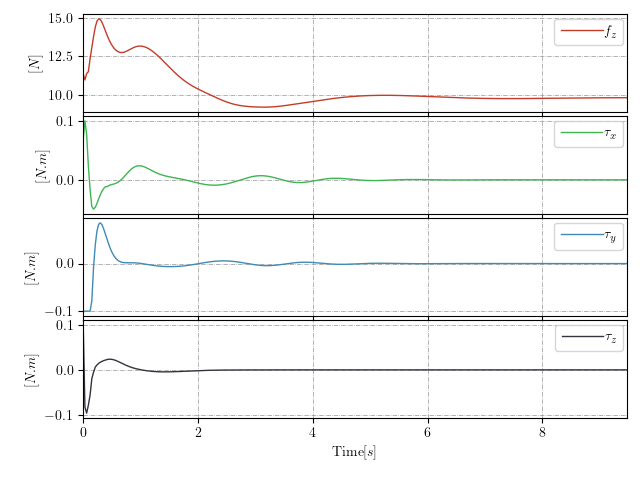 15.0
12.5
10.0
[N]
f_z
0.1
0.0
[N.m]
τ_x
0.0
−0.1
[N.m]
τ_y
0.1
0.0
−0.1
[N.m]
τ_z
0 2 4 6 8
Time[s]